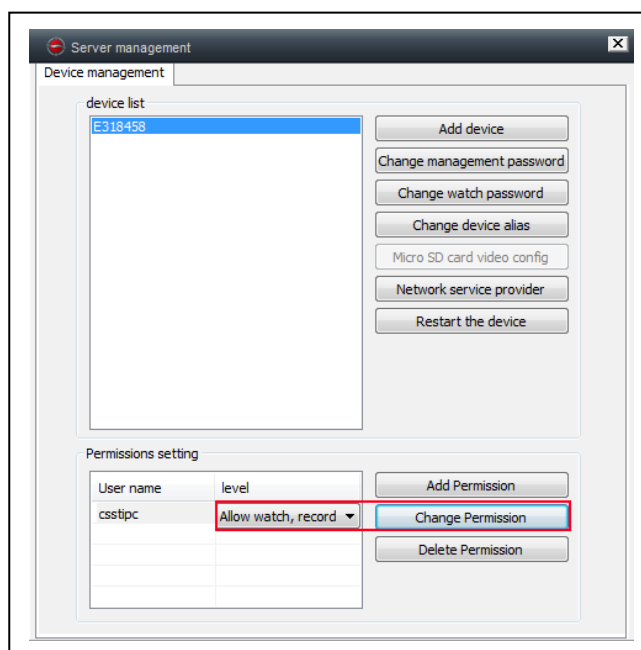 Server management
Device management
device list
E318458
Add device
Change management password
Change watch password
Change device alias
Micro SD card video config
Network service provider
Restart the device
Permissions setting
User name level
csstipc Allow watch, record
Add Permission
Change Permission
Delete Permission